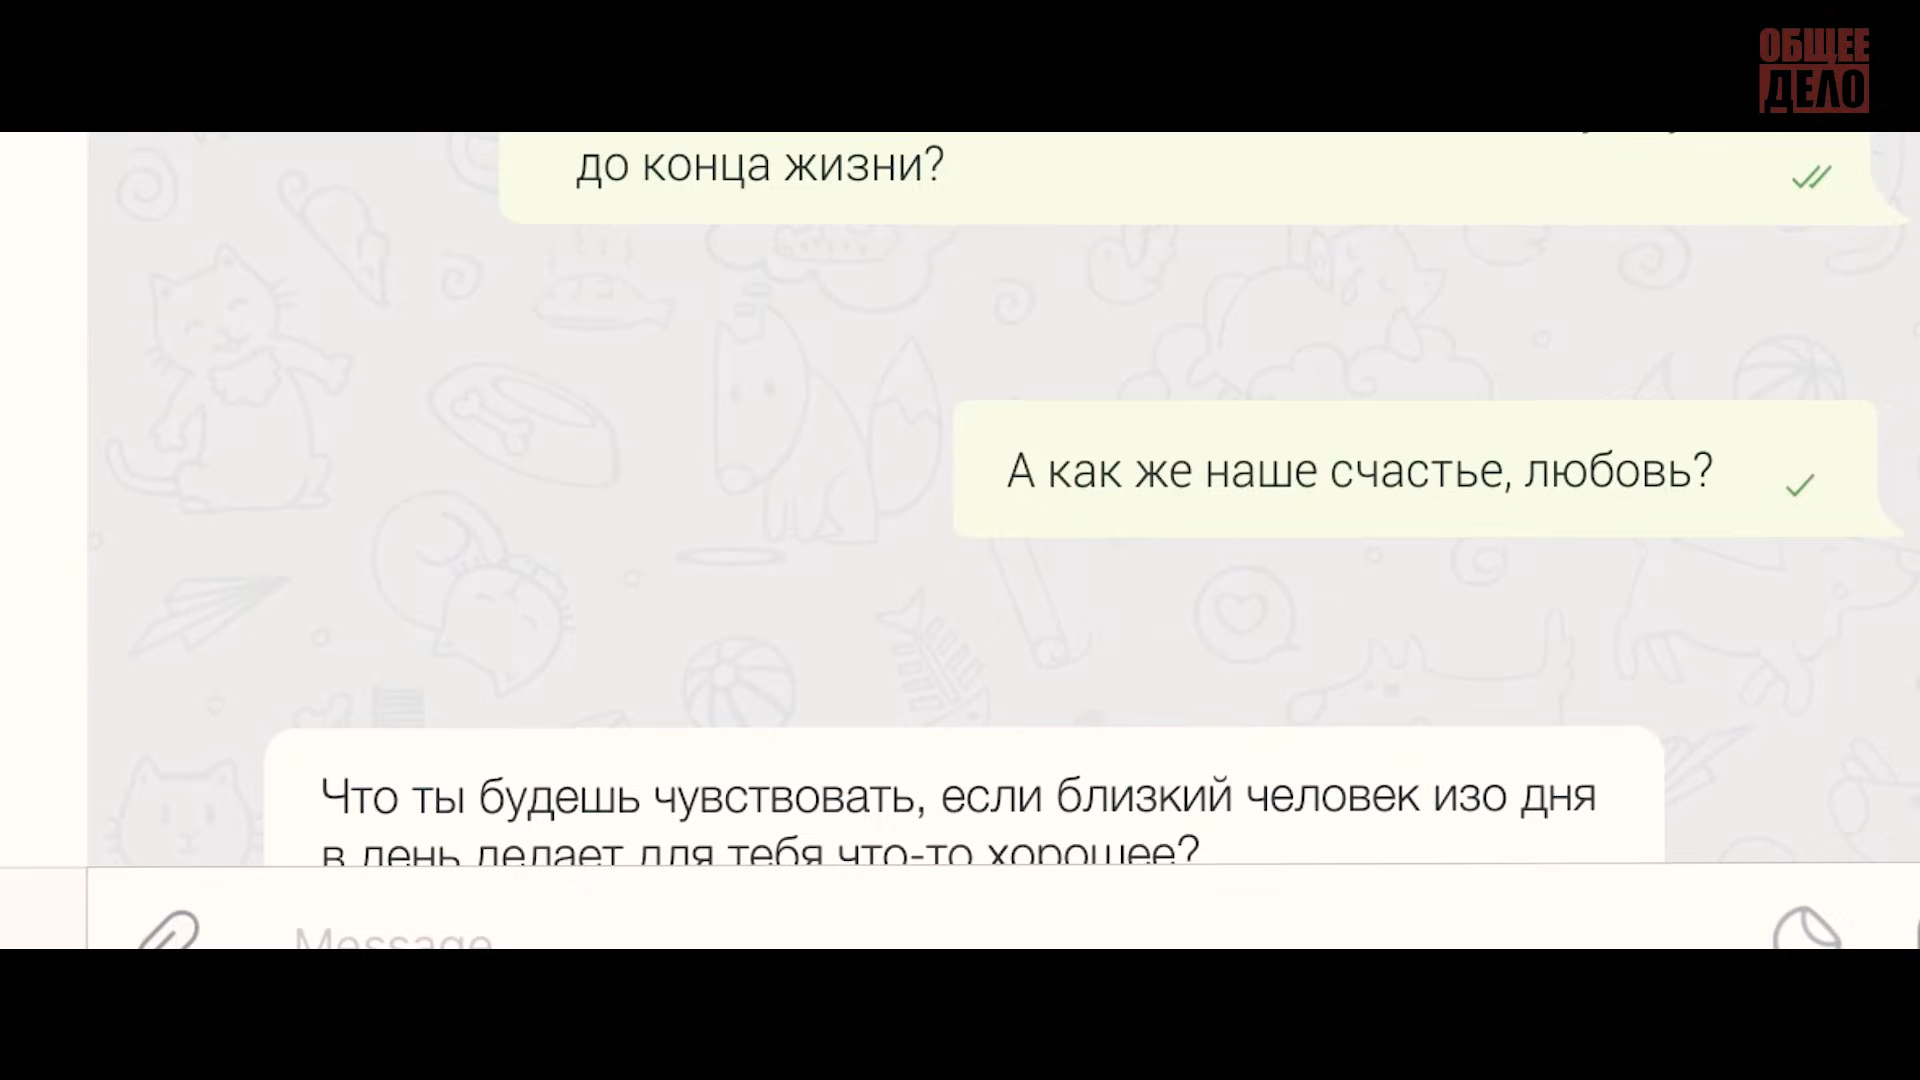 ОБЩЕЕ
ДЕЛО
до конца жизни?
А как же наше счастье, любовь?
Что ты будешь чувствовать, если близкий человек изо дня
в день делает для тебя что-то хорошее?
Message